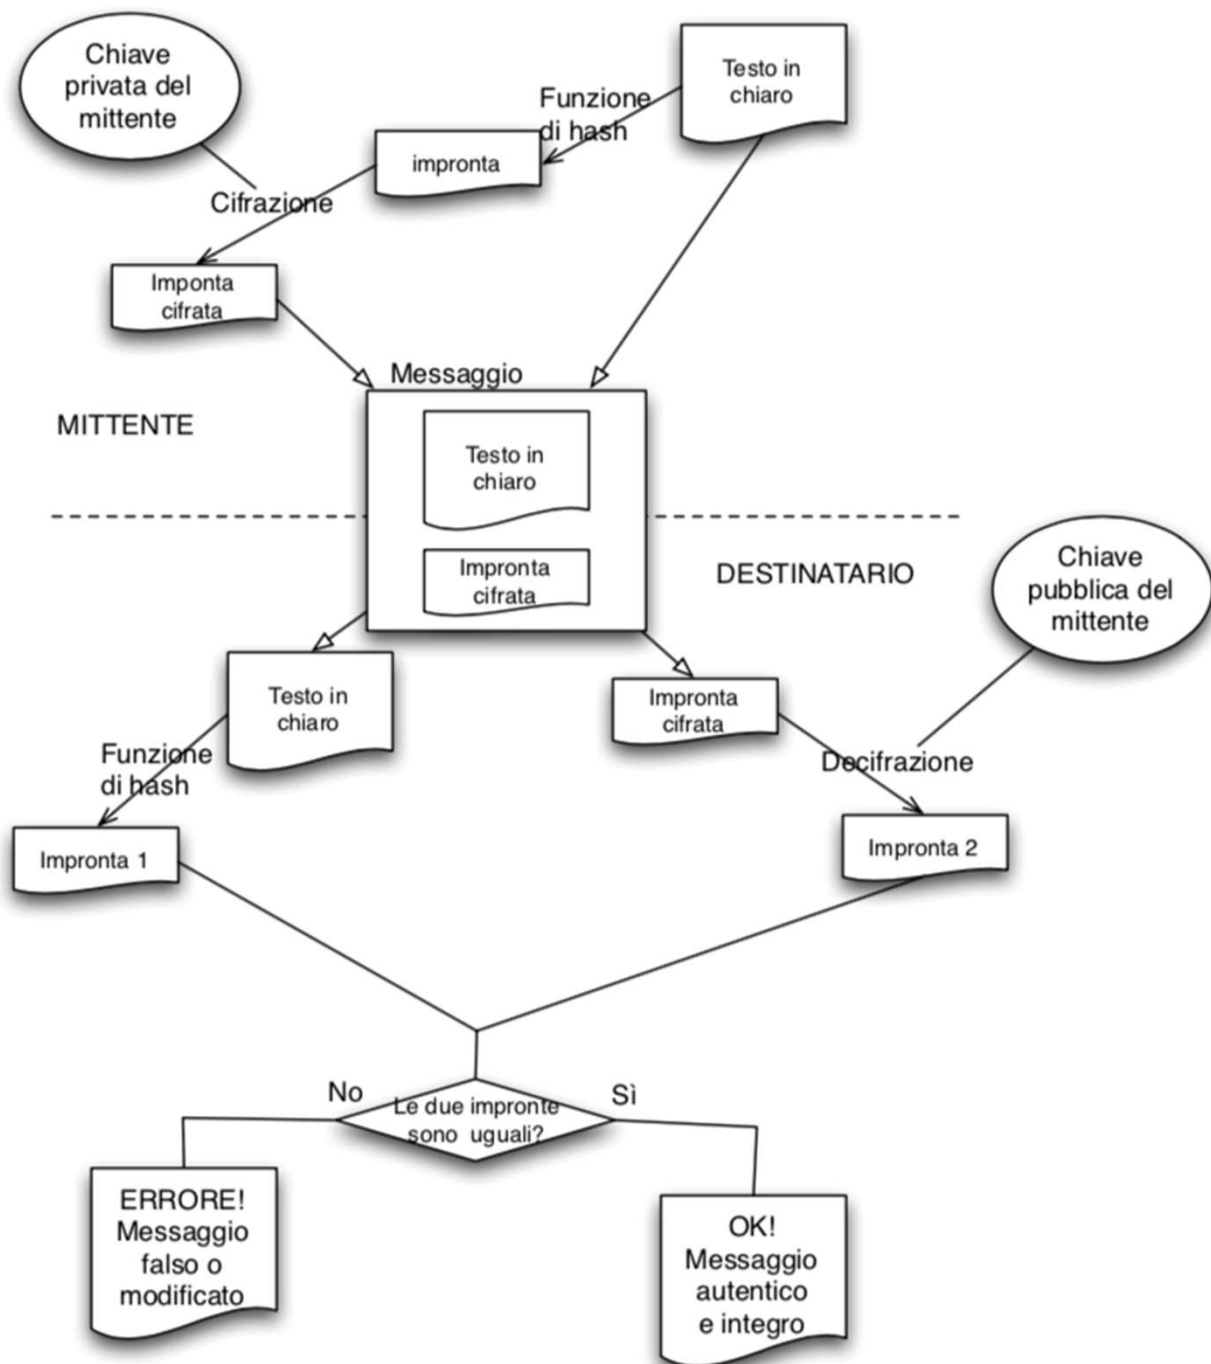 Chiave
privata del
mittente
Testo in
chiaro
Funzione
di hash
impronta
Cifrazione
Imponta
cifrata
Messaggio
MITTENTE
Testo in
chiaro
Impronta
cifrata
DESTINATARIO
Chiave
pubblica del
mittente
Testo in
chiaro
Impronta
cifrata
Funzione
di hash
Decifrazione
Impronta 1
Impronta 2
No
Sì
Le due impronte
sono uguali?
ERRORE!
Messaggio
falso o
modificato
OK!
Messaggio
autentico
e integro